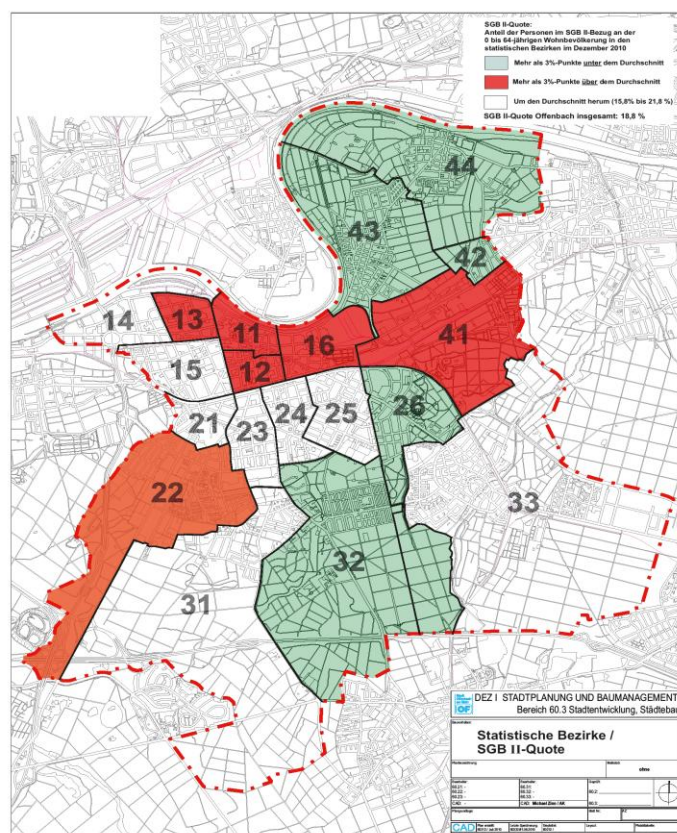 SGB II-Quote:
Anteil der Personen im SGB II-Bezug an der
0 bis 64-jährigen Wohnbevölkerung in den
statistischen Bezirken im Dezember 2010
Mehr als 3%-Punkte unter dem Durchschnitt
Mehr als 3%-Punkte über dem Durchschnitt
Um den Durchschnitt herum (15,8% bis 21,8 %)
SGB II-Quote Offenbach insgesamt: 18,8 %
44
43
42
14
13
11
16
41
15
12
26
21
23
24
25
22
33
32
31
OF
DEZ I STADTPLANUNG UND BAUMANAGEMENT
Bereich 60.3 Stadtentwicklung, Städtebau
Statistische Bezirke /
SGB II-Quote
ohne
CAD